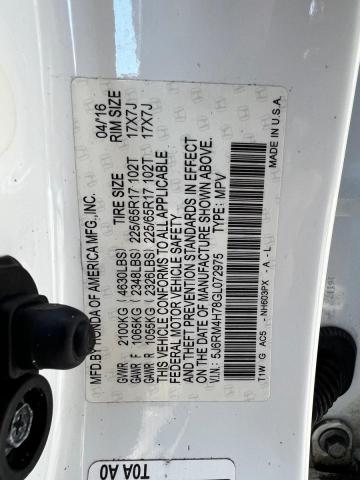 MFD.BY HONDA OF AMERICA MFG.,INC. 04/16
TIRE SIZE RIM SIZE
GVWR 2100KG (4630LBS)
GAWR F 1065KG (2348LBS) 225/65R17 102T 17X7J
GAWR R 1055KG (2326LBS) 225/65R17 102T 17X7J
THIS VEHICLE CONFORMS TO ALL APPLICABLE
FEDERAL MOTOR VEHICLE SAFETY
AND THEFT PREVENTION STANDARDS IN EFFECT
ON THE DATE OF MANUFACTURE SHOWN ABOVE.
V.I.N.: 5J6RM4H78GL072975 TYPE: MPV
T1W G AC5 - NH603PX - A - L MADE IN U.S.A.
T0A A0